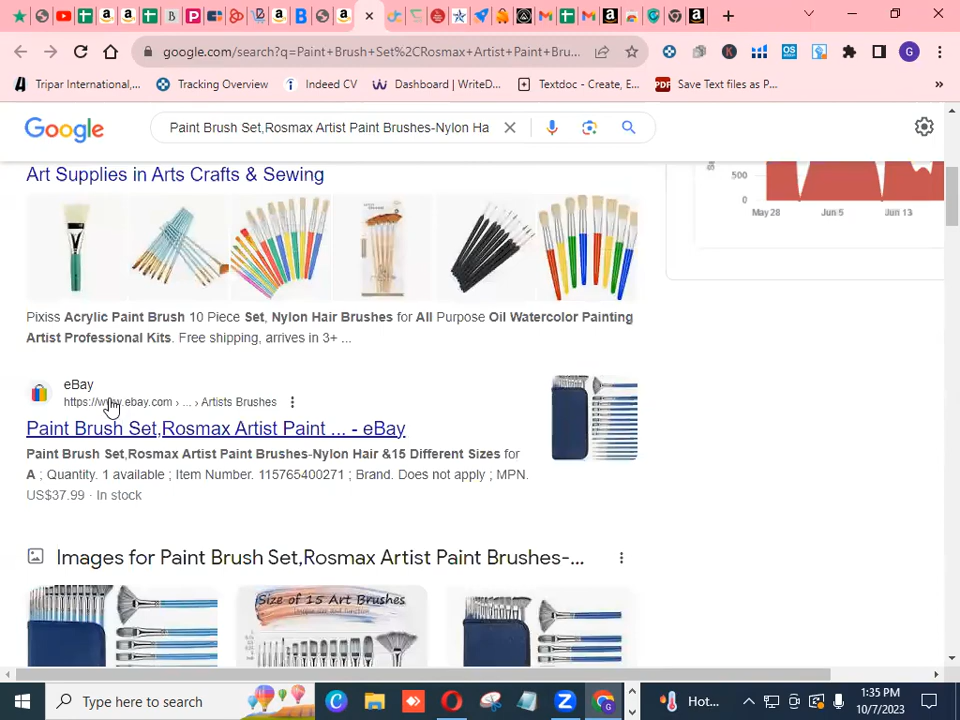 google.com/search?q=Paint+Brush+Set%2CRosmax+Artist+Paint+Bru...
G
Tripar International,...
Tracking Overview
Indeed CV
Dashboard | WriteD...
Textdoc - Create, E...
PDF
Save Text files as P...
»
Google
Paint Brush Set,Rosmax Artist Paint Brushes-Nylon Ha
Art Supplies in Arts Crafts & Sewing
500
0
May 28
Jun 5
Jun 13
Pixiss Acrylic Paint Brush 10 Piece Set, Nylon Hair Brushes for All Purpose Oil Watercolor Painting
Artist Professional Kits. Free shipping, arrives in 3+ ...
eBay
https://www.ebay.com › ... › Artists Brushes
Paint Brush Set,Rosmax Artist Paint ... - eBay
Paint Brush Set,Rosmax Artist Paint Brushes-Nylon Hair &15 Different Sizes for
A ; Quantity. 1 available ; Item Number. 115765400271 ; Brand. Does not apply ; MPN.
US$37.99 · In stock
Images for Paint Brush Set,Rosmax Artist Paint Brushes-...
Size of 15 Art Brushes
Type here to search
Hot...
1:35 PM
10/7/2023